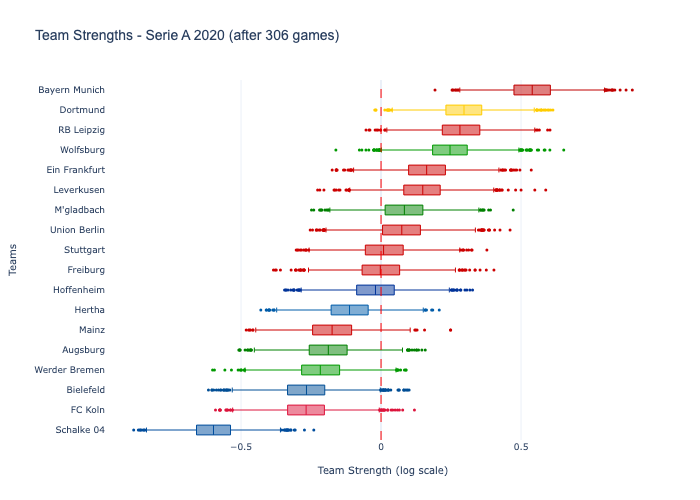 Team Strengths - Serie A 2020 (after 306 games)
Bayern Munich
Dortmund
RB Leipzig
Wolfsburg
Ein Frankfurt
Leverkusen
M'gladbach
Union Berlin
Stuttgart
Freiburg
Hoffenheim
Hertha
Mainz
Augsburg
Werder Bremen
Bielefeld
FC Koln
Schalke 04
Teams
−0.5 0 0.5
Team Strength (log scale)